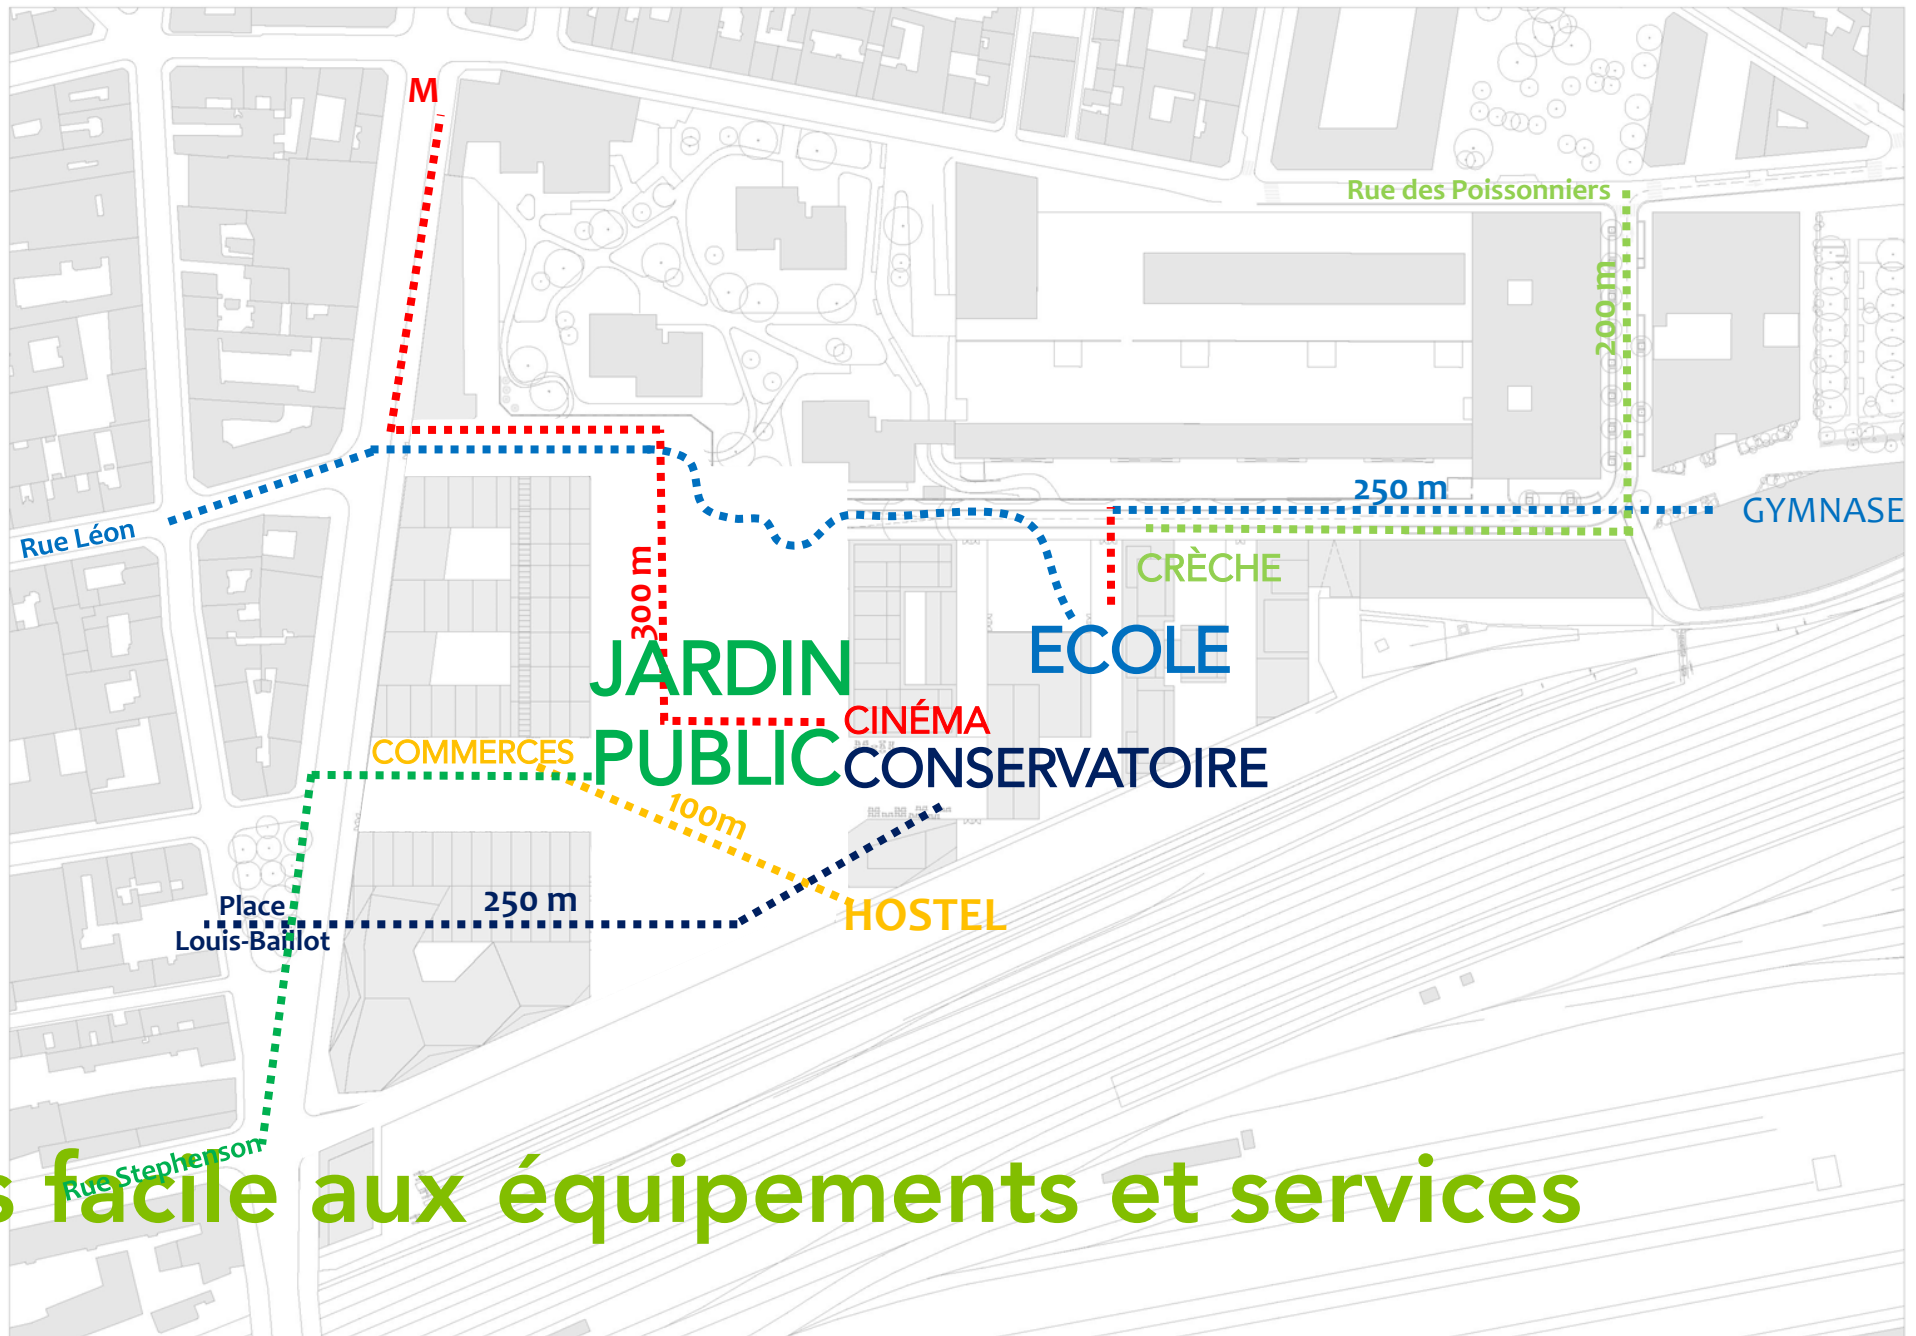 M
Rue des Poissonniers
200 m
250 m
GYMNASE
Rue Léon
CRÈCHE
300 m
ECOLE
JARDIN
PUBLIC
CINÉMA
COMMERCES
CONSERVATOIRE
100m
Place
Louis-Baillot
250 m
HOSTEL
Rue Stephenson
s facile aux équipements et services